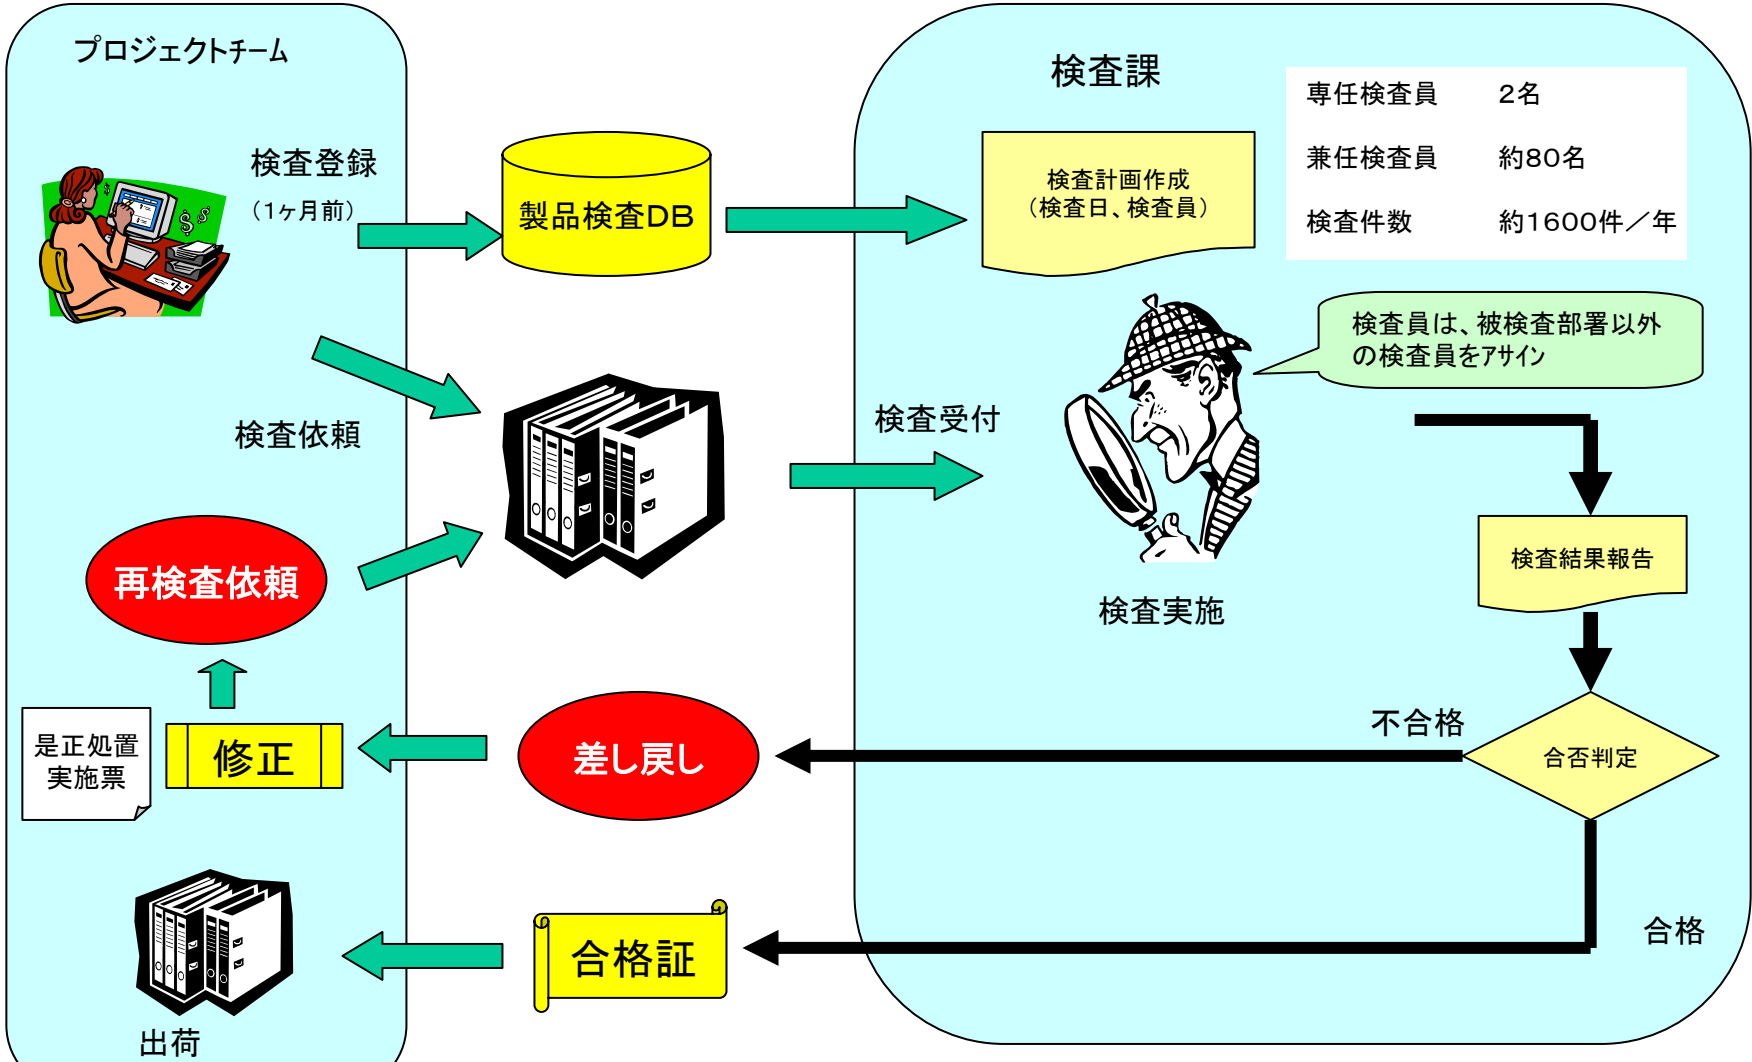 プロジェクトチーム
検査課
専任検査員 2名
兼任検査員 約80名
検査件数 約1600件／年
検査登録
（1ヶ月前）
製品検査DB
検査計画作成
（検査日、検査員）
検査員は、被検査部署以外
の検査員をアサイン
検査依頼
検査受付
再検査依頼
検査実施
検査結果報告
是正処置
実施票
修正
差し戻し
不合格
合否判定
合格証
合格
出荷